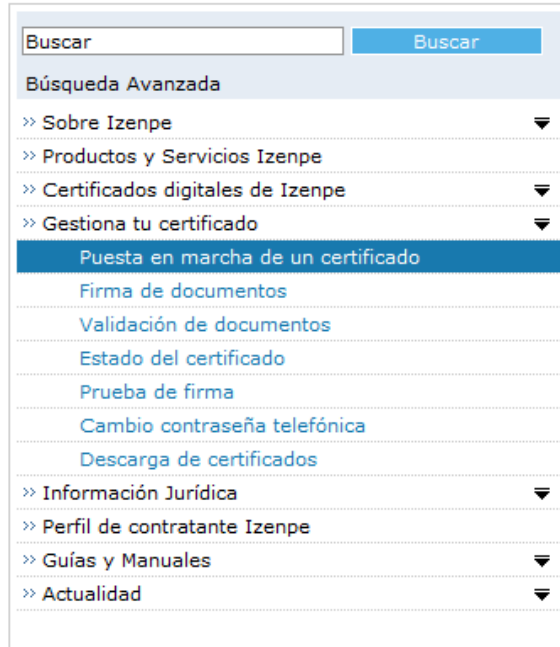 Buscar Buscar
Búsqueda Avanzada
» Sobre Izenpe
» Productos y Servicios Izenpe
» Certificados digitales de Izenpe
» Gestiona tu certificado
Puesta en marcha de un certificado
Firma de documentos
Validación de documentos
Estado del certificado
Prueba de firma
Cambio contraseña telefónica
Descarga de certificados
» Información Jurídica
» Perfil de contratante Izenpe
» Guías y Manuales
» Actualidad